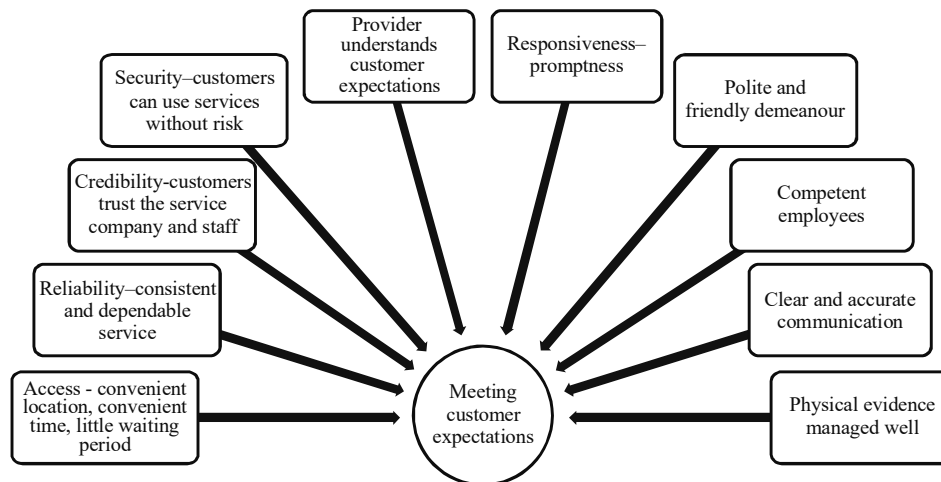 Provider
understands
customer
expectations
Responsiveness–
promptness
Security–customers
can use services
without risk
Polite and
friendly demeanour
Credibility-customers
trust the service
company and staff
Competent
employees
Reliability–consistent
and dependable
service
Clear and accurate
communication
Access - convenient
location, convenient
time, little waiting
period
Meeting
customer
expectations
Physical evidence
managed well